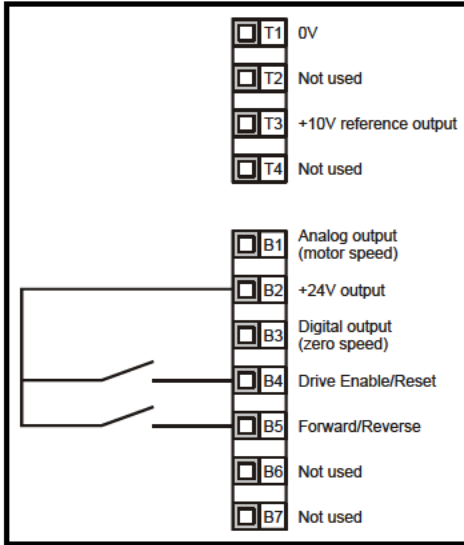 T1 0V
T2 Not used
T3 +10V reference output
T4 Not used
B1 Analog output
(motor speed)
B2 +24V output
B3 Digital output
(zero speed)
B4 Drive Enable/Reset
B5 Forward/Reverse
B6 Not used
B7 Not used